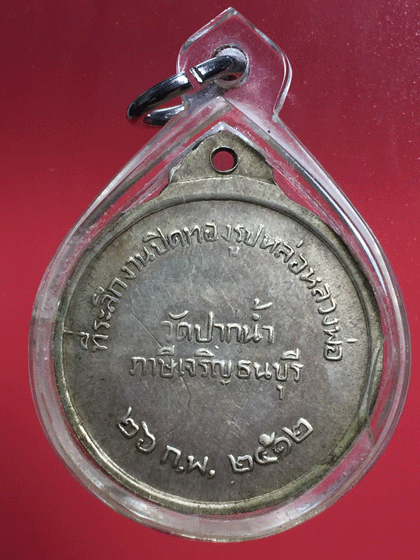 ที่ระลึกงานปิดทองรูปหล่อหลวงพ่อ
วัดปากน้ำ
ภาษีเจริญธนบุรี
๒๖ ก.พ. ๒๕๑๒